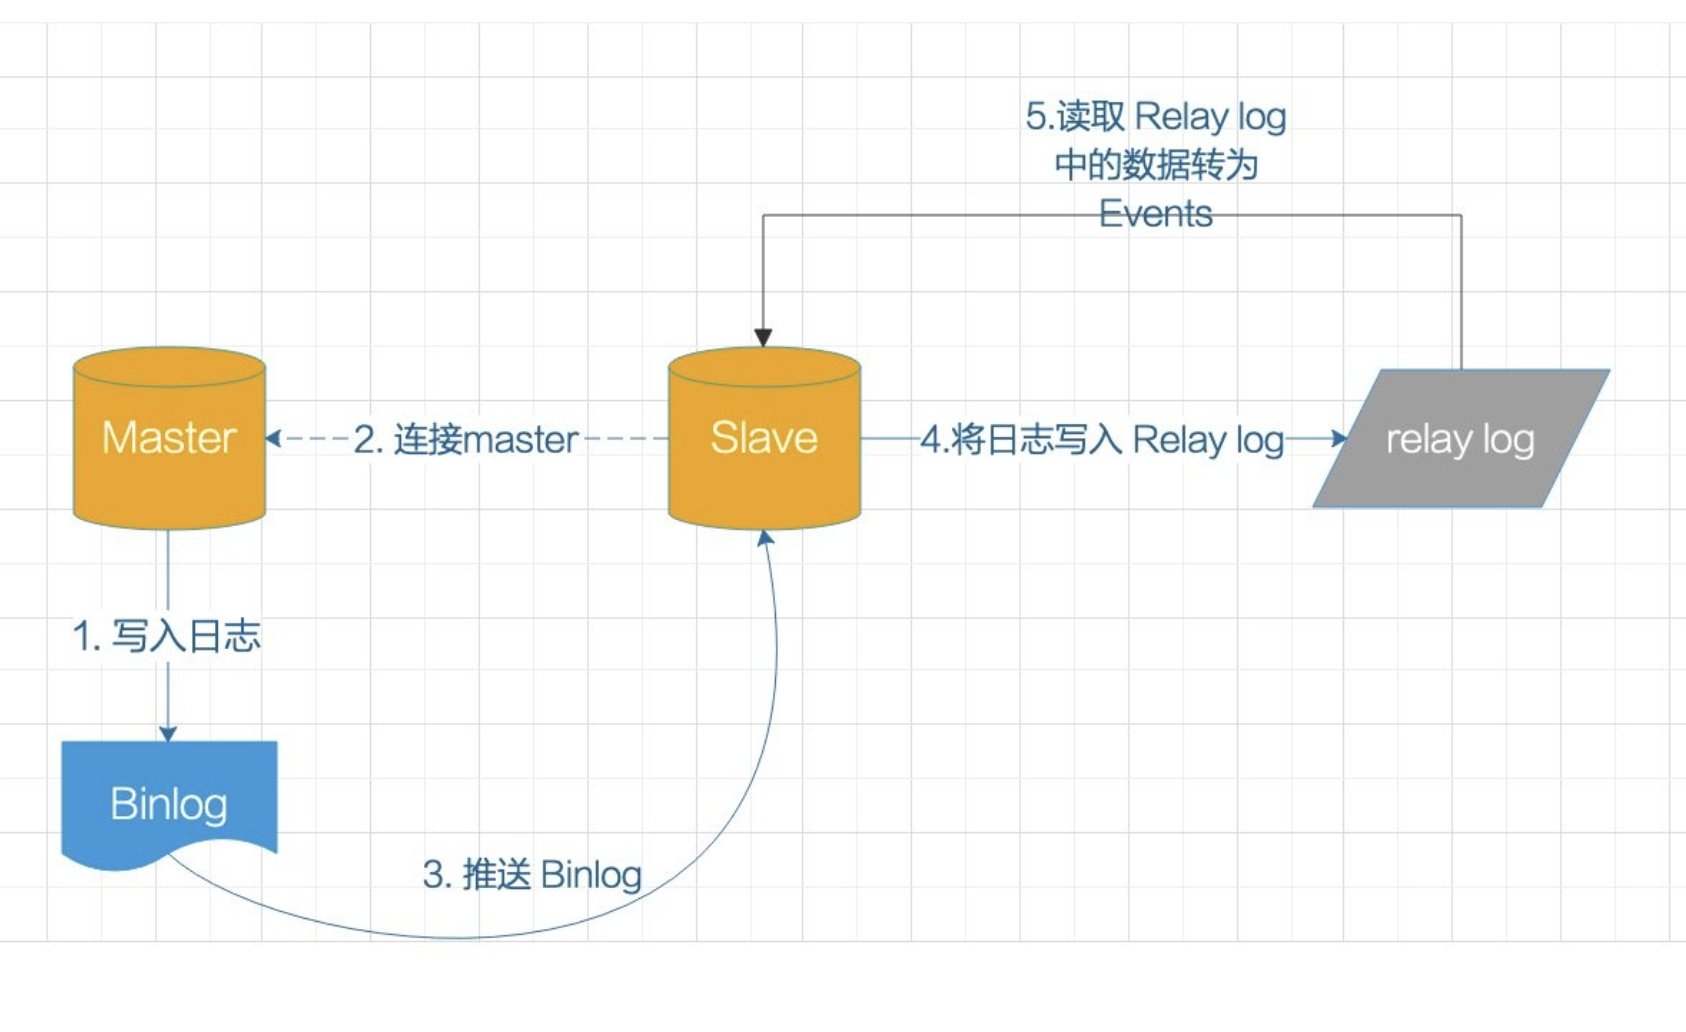 5.读取 Relay log
中的数据转为
Events
Master
2. 连接master
Slave
4.将日志写入 Relay log
relay log
1. 写入日志
Binlog
3. 推送 Binlog